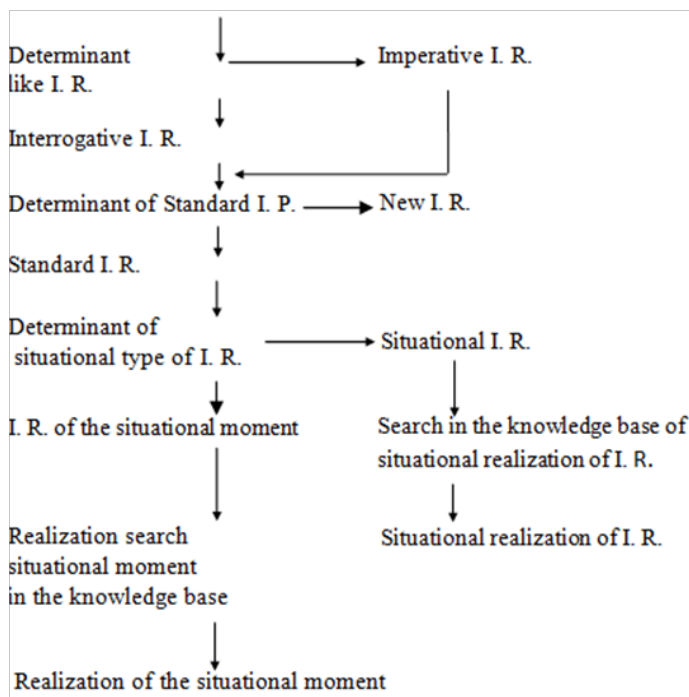 Determinant
like I. R.
Imperative I. R.
Interrogative I. R.
Determinant of Standard I. P.
New I. R.
Standard I. R.
Determinant of
situational type of I. R.
Situational I. R.
I. R. of the situational moment
Search in the knowledge base of
situational realization of I. R.
Realization search
situational moment
in the knowledge base
Situational realization of I. R.
Realization of the situational moment